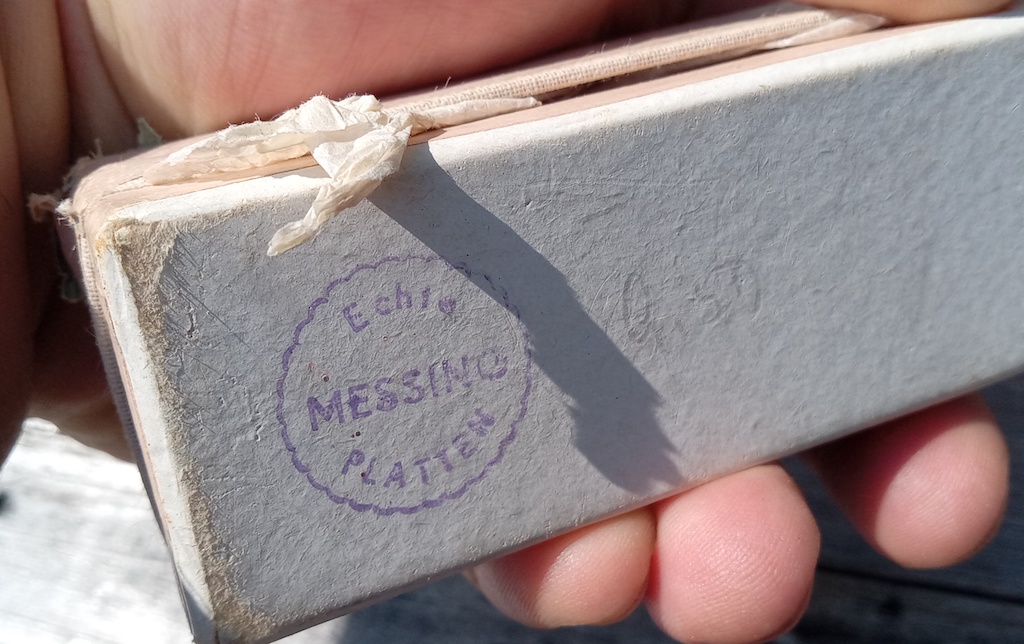 Echte
MESSING
PLATTEN